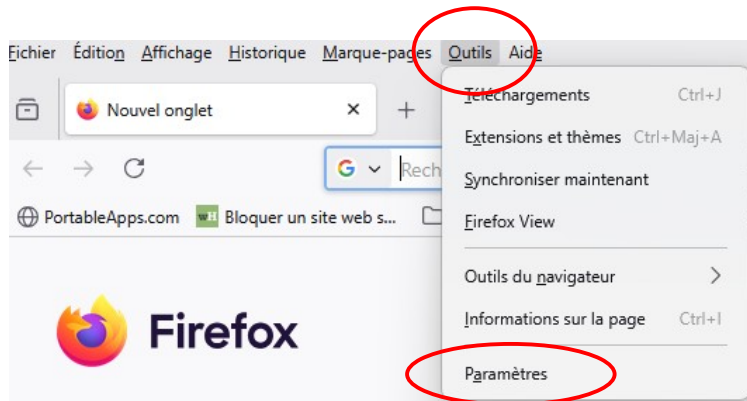 Fichier Édition Affichage Historique Marque-pages Outils Aide
Nouvel onglet
Rech
PortableApps.com Bloquer un site web s...
Firefox
Téléchargements Ctrl+J
Extensions et thèmes Ctrl+Maj+A
Synchroniser maintenant
Firefox View
Outils du navigateur
Informations sur la page Ctrl+I
Paramètres